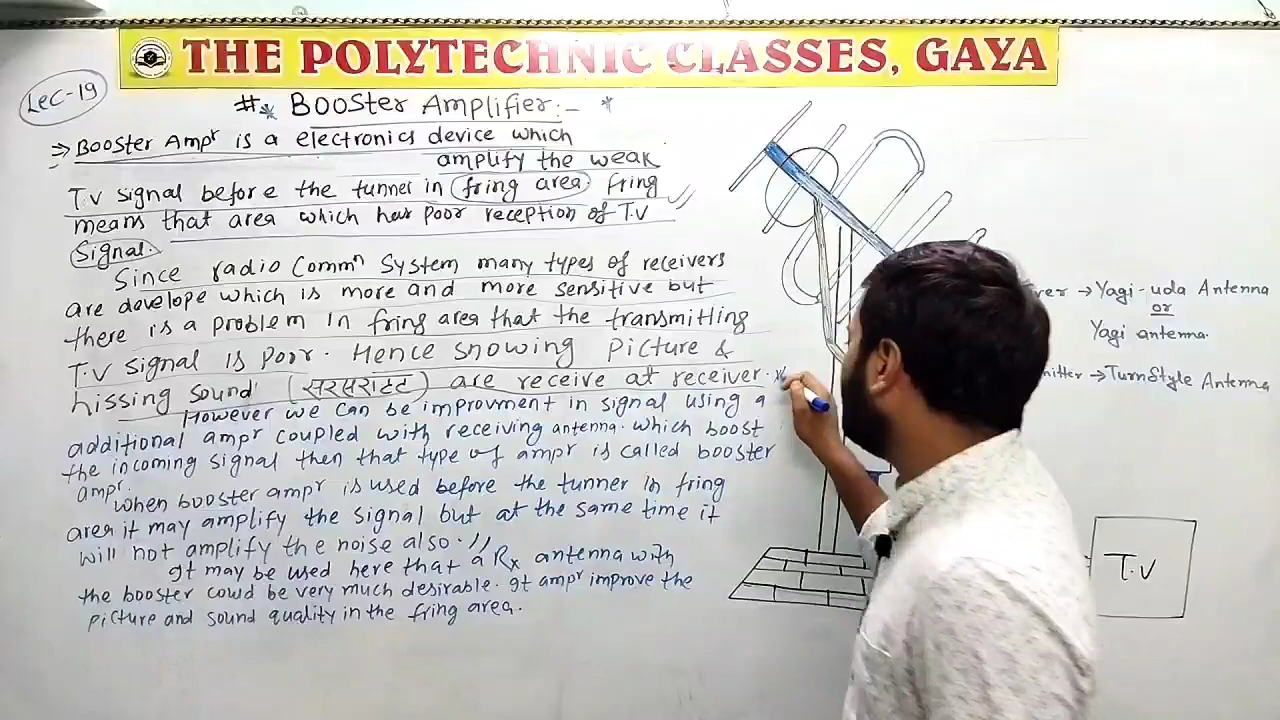 THE POLYTECHNIC CLASSES, GAYA
Lec-19
#* Booster Amplifier:- *
⇒ Booster Ampr is a electronics device which
amplify the weak
T.V signal before the tunner in fring area fring
means that area which has poor reception of T.V
Signal.
Since radio Commn System many types of receivers
are develope which is more and more sensitive but
there is a problem in fring area that the transmitling
T.V signal is poor. Hence snowing picture &
hissing sound (सरसराहट) are receive at receiver.
However we can be improvment in signal using a
additional ampr coupled with receiving antenna. which boost
the incoming signal then that type of ampr is called booster
ampr.
When booster ampr is used before the tunner in fring
area it may amplify the signal but at the same time it
will not amplify the noise also.
It may be used here that a Rx antenna with
the booster cowd be very much desirable. It ampr improve the
picture and sound quality in the fring area.
→ Yagi-uda Antenna
or
Yagi antenna.
→ TurnStyle Antenna
T.V